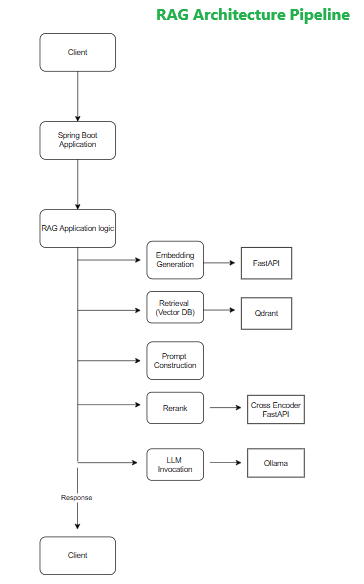 RAG Architecture Pipeline
Client
Spring Boot
Application
RAG Application logic
Embedding
Generation
FastAPI
Retrieval
(Vector DB)
Qdrant
Prompt
Construction
Rerank
Cross Encoder
FastAPI
LLM
Invocation
Ollama
Response
Client